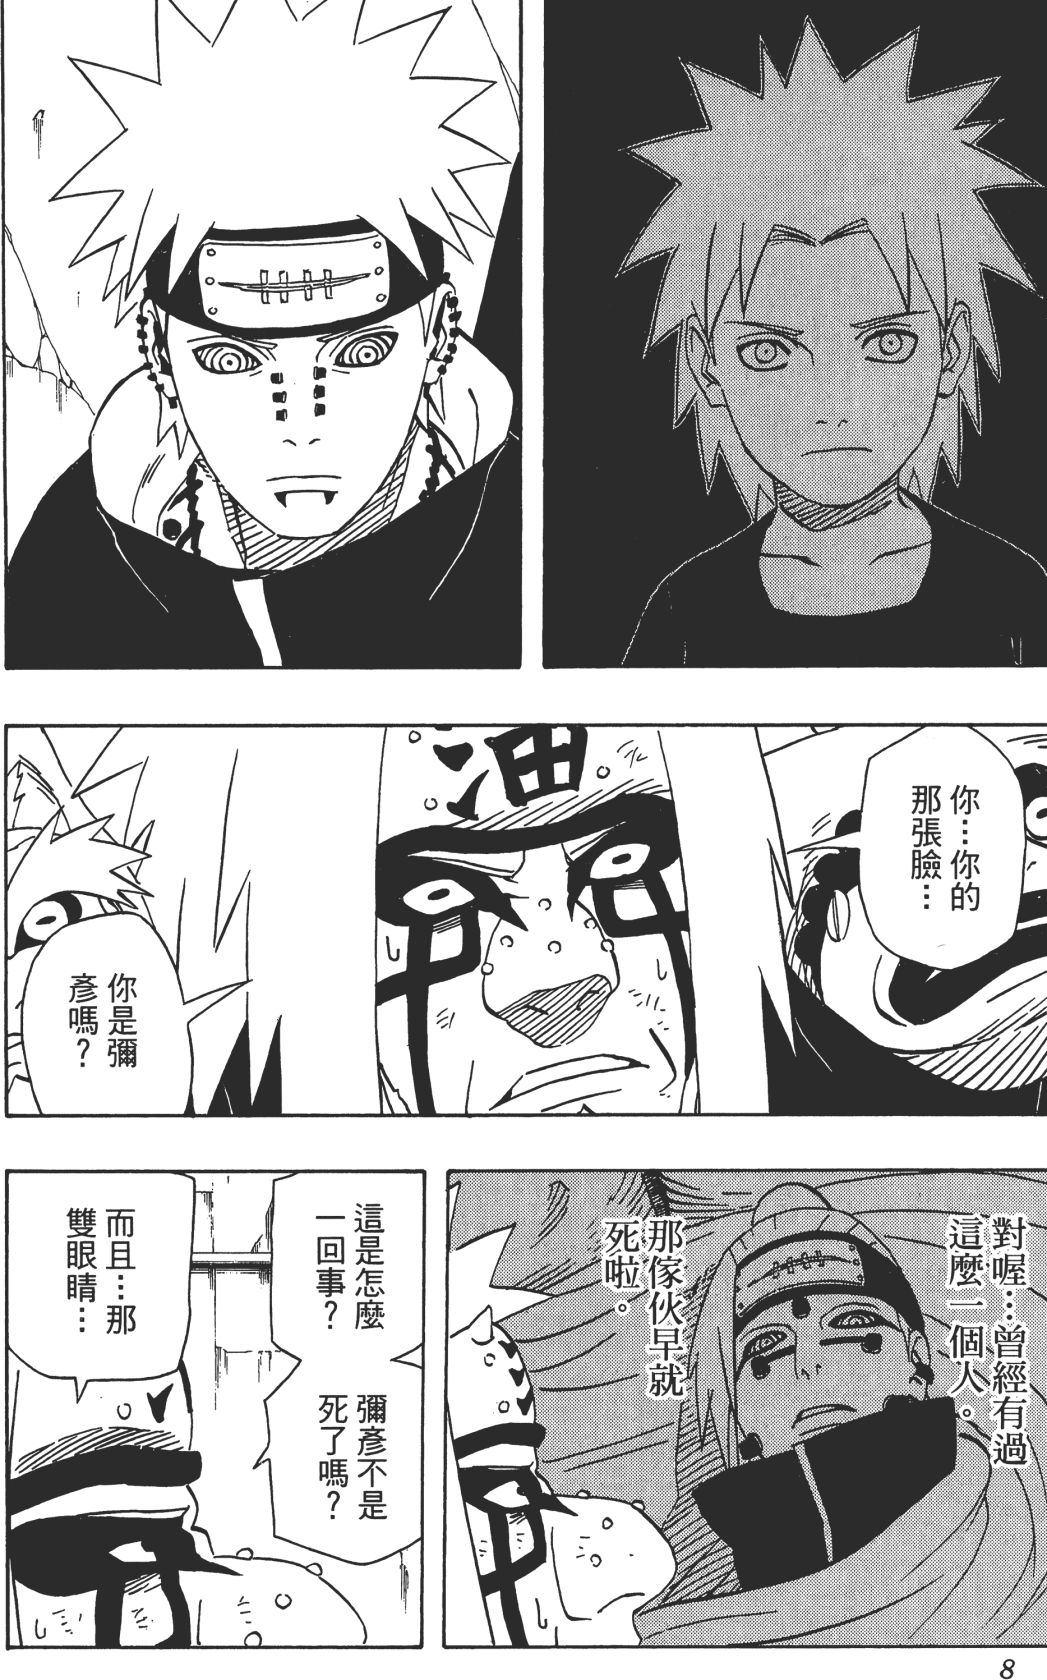 你…你的
那張臉…
油
你是彌
彥嗎？
對喔…曾經有過
這麼一個人。
那傢伙早就
死啦。
這是怎麼
一回事？
彌彥不是
死了嗎？
而且…那
雙眼睛…
8